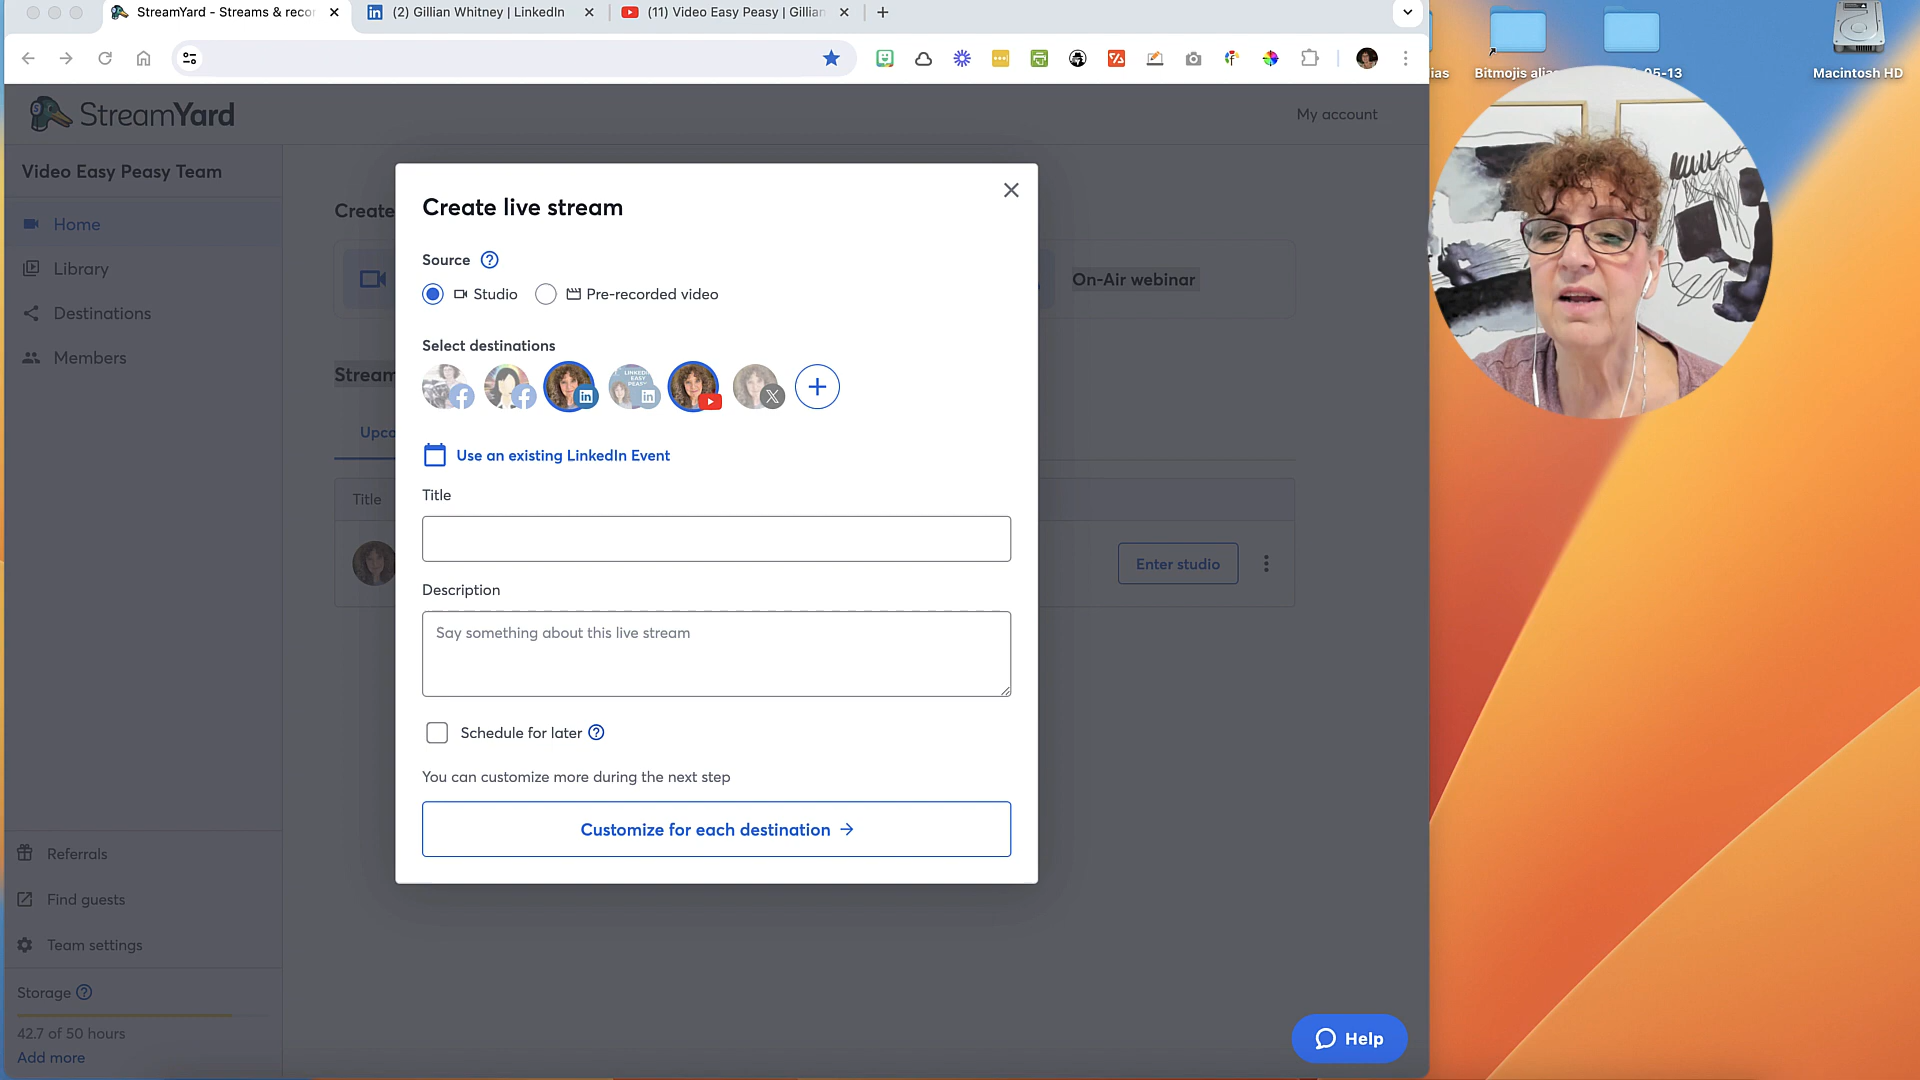 StreamYard - Streams & recor
(2) Gillian Whitney | LinkedIn
(11) Video Easy Peasy | Gillian
Bitmojis alia
05-13
Macintosh HD
StreamYard
My account
Video Easy Peasy Team
Home
Library
Destinations
Members
Create
On-Air webinar
Stream
Upco
Title
Enter studio
Create live stream
Source
Studio
Pre-recorded video
Select destinations
LINKEDIN
EASY
PEASY
Use an existing LinkedIn Event
Title
Description
Say something about this live stream
Schedule for later
You can customize more during the next step
Customize for each destination →
Referrals
Find guests
Team settings
Storage
42.7 of 50 hours
Add more
Help